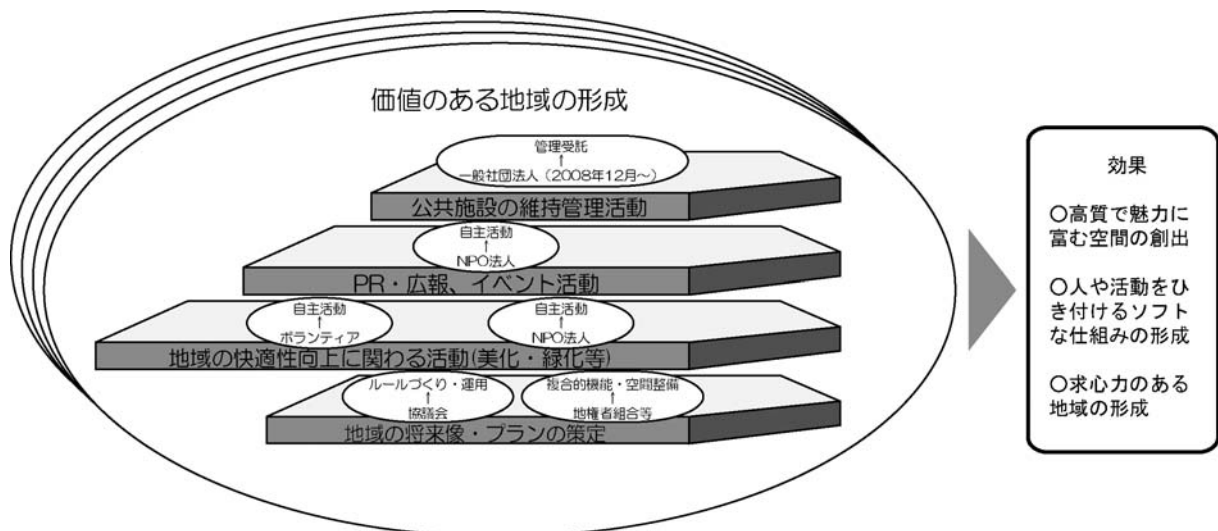 価値のある地域の形成
管理受託
↑
一般社団法人（2008年12月～）
公共施設の維持管理活動
自主活動
↑
NPO法人
PR・広報、イベント活動
自主活動
↑
ボランティア
自主活動
↑
NPO法人
地域の快適性向上に関わる活動(美化・緑化等)
ルールづくり・運用
↑
協議会
複合的機能・空間整備
↑
地権者組合等
地域の将来像・プランの策定
効果
○高質で魅力に
富む空間の創出
○人や活動をひ
き付けるソフト
な仕組みの形成
○求心力のある
地域の形成